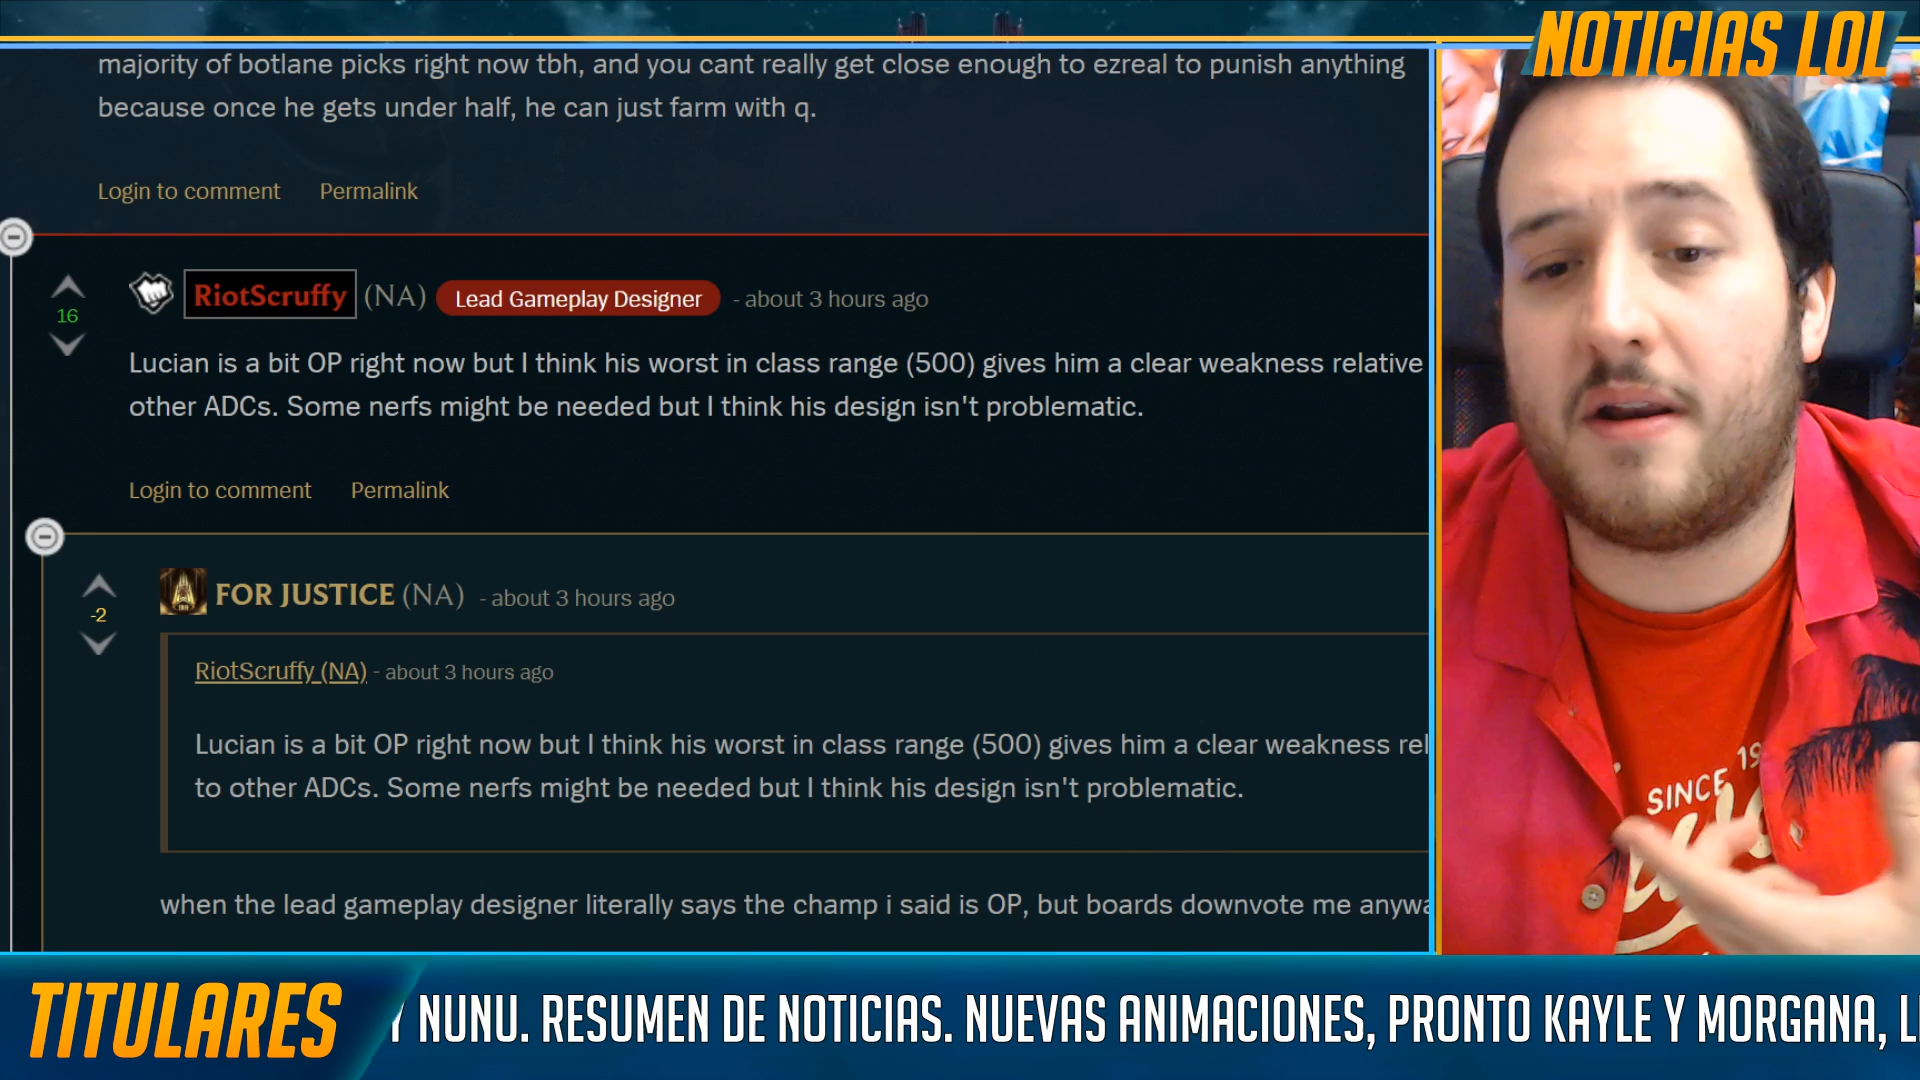 NOTICIAS LOL
majority of botlane picks right now tbh, and you cant really get close enough to ezreal to punish anything
because once he gets under half, he can just farm with q.
Login to comment Permalink
16
RiotScruffy (NA) Lead Gameplay Designer - about 3 hours ago
Lucian is a bit OP right now but I think his worst in class range (500) gives him a clear weakness relative
other ADCs. Some nerfs might be needed but I think his design isn't problematic.
Login to comment Permalink
-2
FOR JUSTICE (NA) - about 3 hours ago
RiotScruffy (NA) - about 3 hours ago
Lucian is a bit OP right now but I think his worst in class range (500) gives him a clear weakness rel
to other ADCs. Some nerfs might be needed but I think his design isn't problematic.
when the lead gameplay designer literally says the champ i said is OP, but boards downvote me anywa
SINCE 19
TITULARES
Y NUNU. RESUMEN DE NOTICIAS. NUEVAS ANIMACIONES, PRONTO KAYLE Y MORGANA, L